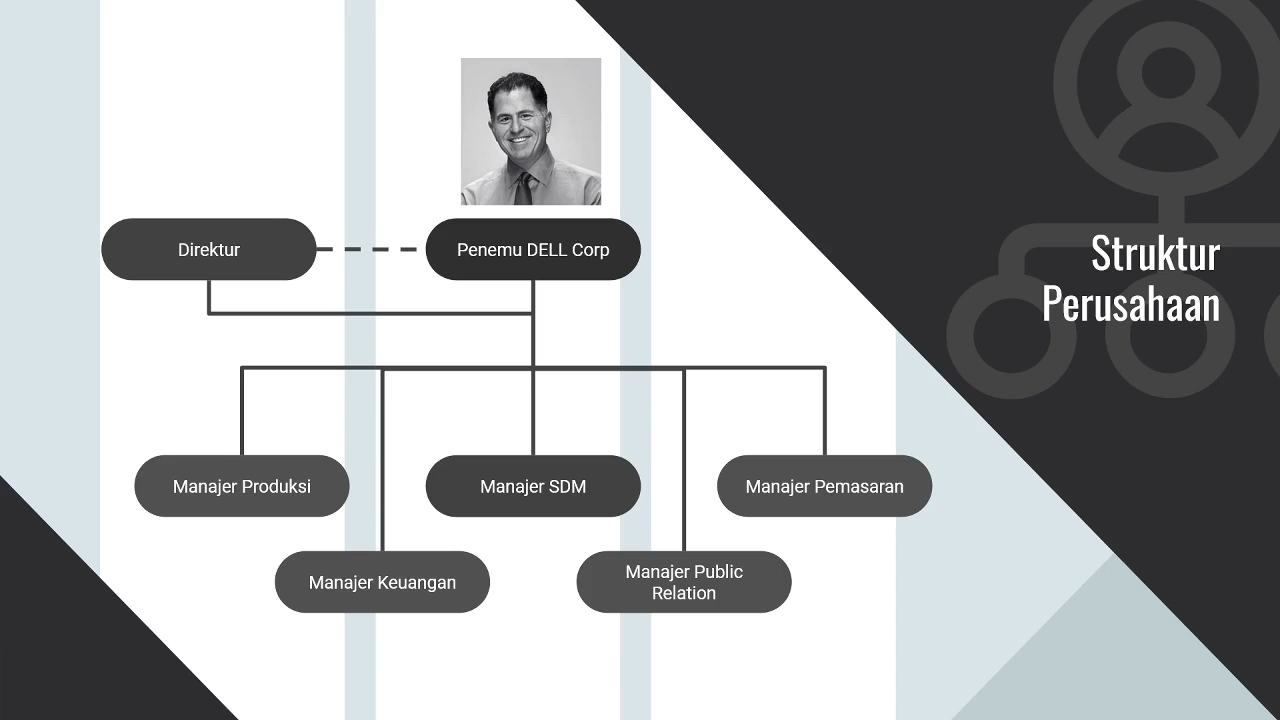 Struktur
Perusahaan
Direktur
Penemu DELL Corp
Manajer Produksi
Manajer SDM
Manajer Pemasaran
Manajer Keuangan
Manajer Public
Relation